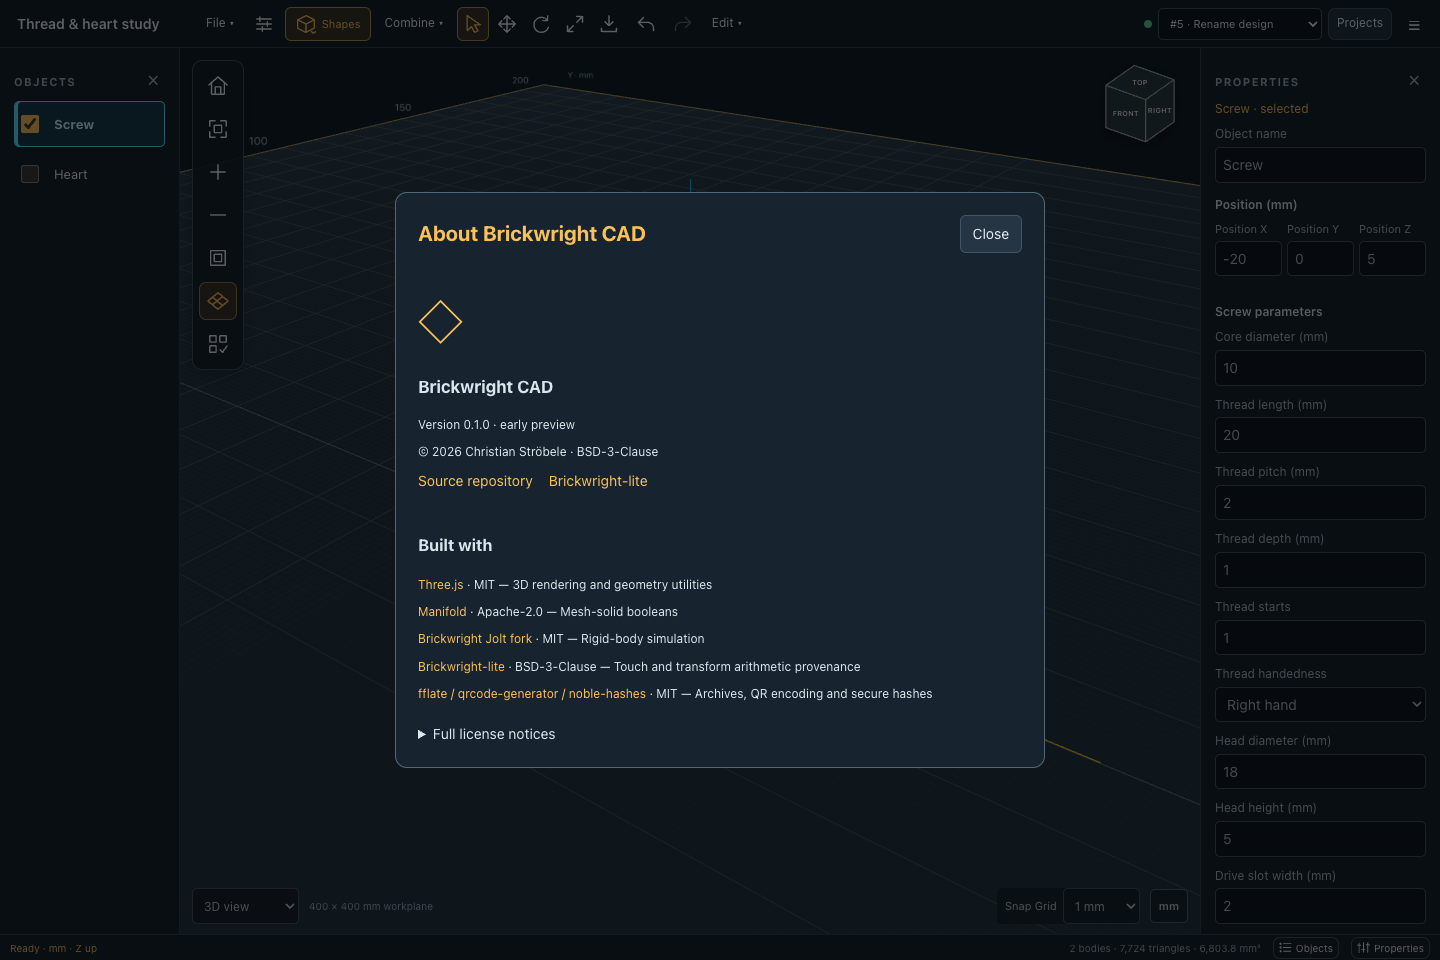 Thread & heart study
File
Shapes
Combine
Edit
#5 · Rename design
Projects
OBJECTS
Screw
Heart
200
Y mm
150
100
TOP
FRONT
RIGHT
About Brickwright CAD
Close
Brickwright CAD
Version 0.1.0 · early preview
© 2026 Christian Ströbele · BSD-3-Clause
Source repository Brickwright-lite
Built with
Three.js · MIT — 3D rendering and geometry utilities
Manifold · Apache-2.0 — Mesh-solid booleans
Brickwright Jolt fork · MIT — Rigid-body simulation
Brickwright-lite · BSD-3-Clause — Touch and transform arithmetic provenance
fflate / qrcode-generator / noble-hashes · MIT — Archives, QR encoding and secure hashes
Full license notices
PROPERTIES
Screw · selected
Object name
Screw
Position (mm)
Position X Position Y Position Z
-20 0 5
Screw parameters
Core diameter (mm)
10
Thread length (mm)
20
Thread pitch (mm)
2
Thread depth (mm)
1
Thread starts
1
Thread handedness
Right hand
Head diameter (mm)
18
Head height (mm)
5
Drive slot width (mm)
2
3D view
400 × 400 mm workplane
Snap Grid
1 mm
mm
Ready · mm · Z up
2 bodies · 7,724 triangles · 6,803.8 mm³
Objects
Properties